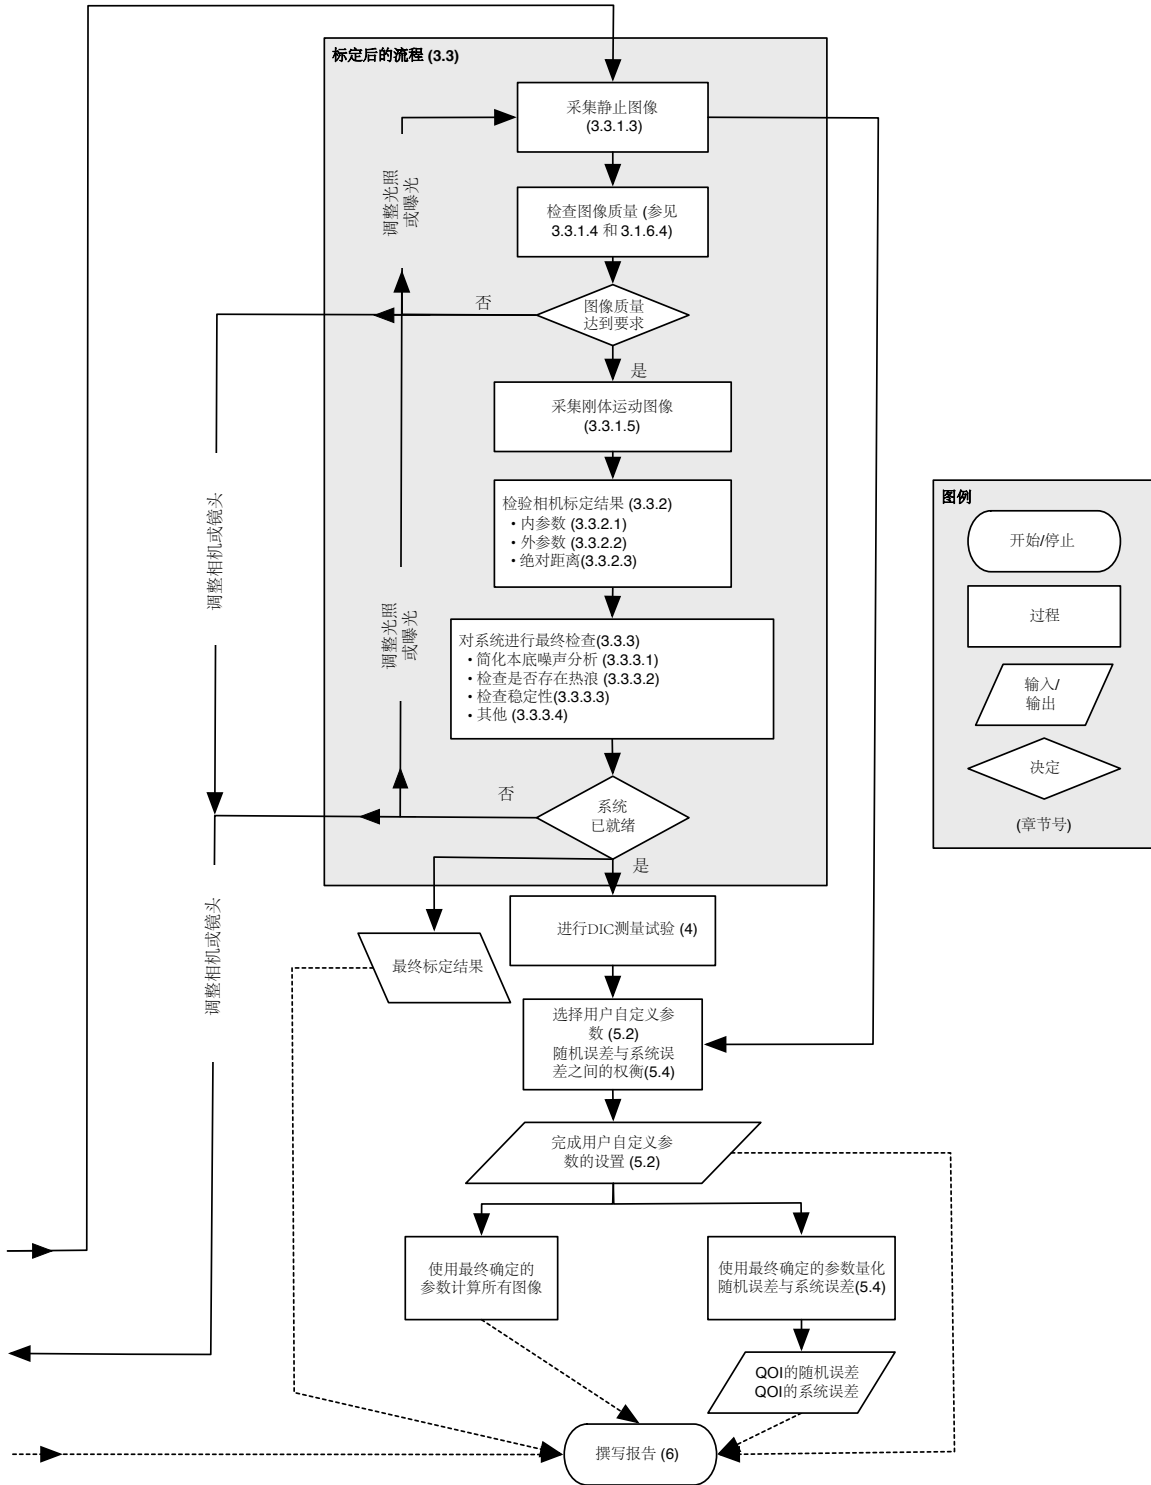 标定后的流程 (3.3)
采集静止图像
(3.3.1.3)
调整光照
或曝光
检查图像质量 (参见
3.3.1.4 和 3.1.6.4)
否
图像质量
达到要求
是
采集刚体运动图像
(3.3.1.5)
调整相机或镜头
检验相机标定结果 (3.3.2)
• 内参数 (3.3.2.1)
• 外参数 (3.3.2.2)
• 绝对距离(3.3.2.3)
调整光照
或曝光
对系统进行最终检查(3.3.3)
• 简化本底噪声分析 (3.3.3.1)
• 检查是否存在热浪 (3.3.3.2)
• 检查稳定性(3.3.3.3)
• 其他 (3.3.3.4)
否
系统
已就绪
是
调整相机或镜头
进行DIC测量试验 (4)
最终标定结果
选择用户自定义参
数 (5.2)
随机误差与系统误
差之间的权衡(5.4)
完成用户自定义参
数的设置 (5.2)
使用最终确定的
参数计算所有图像
使用最终确定的参数量化
随机误差与系统误差(5.4)
QOI的随机误差
QOI的系统误差
撰写报告 (6)
图例
开始/停止
过程
输入/
输出
决定
(章节号)